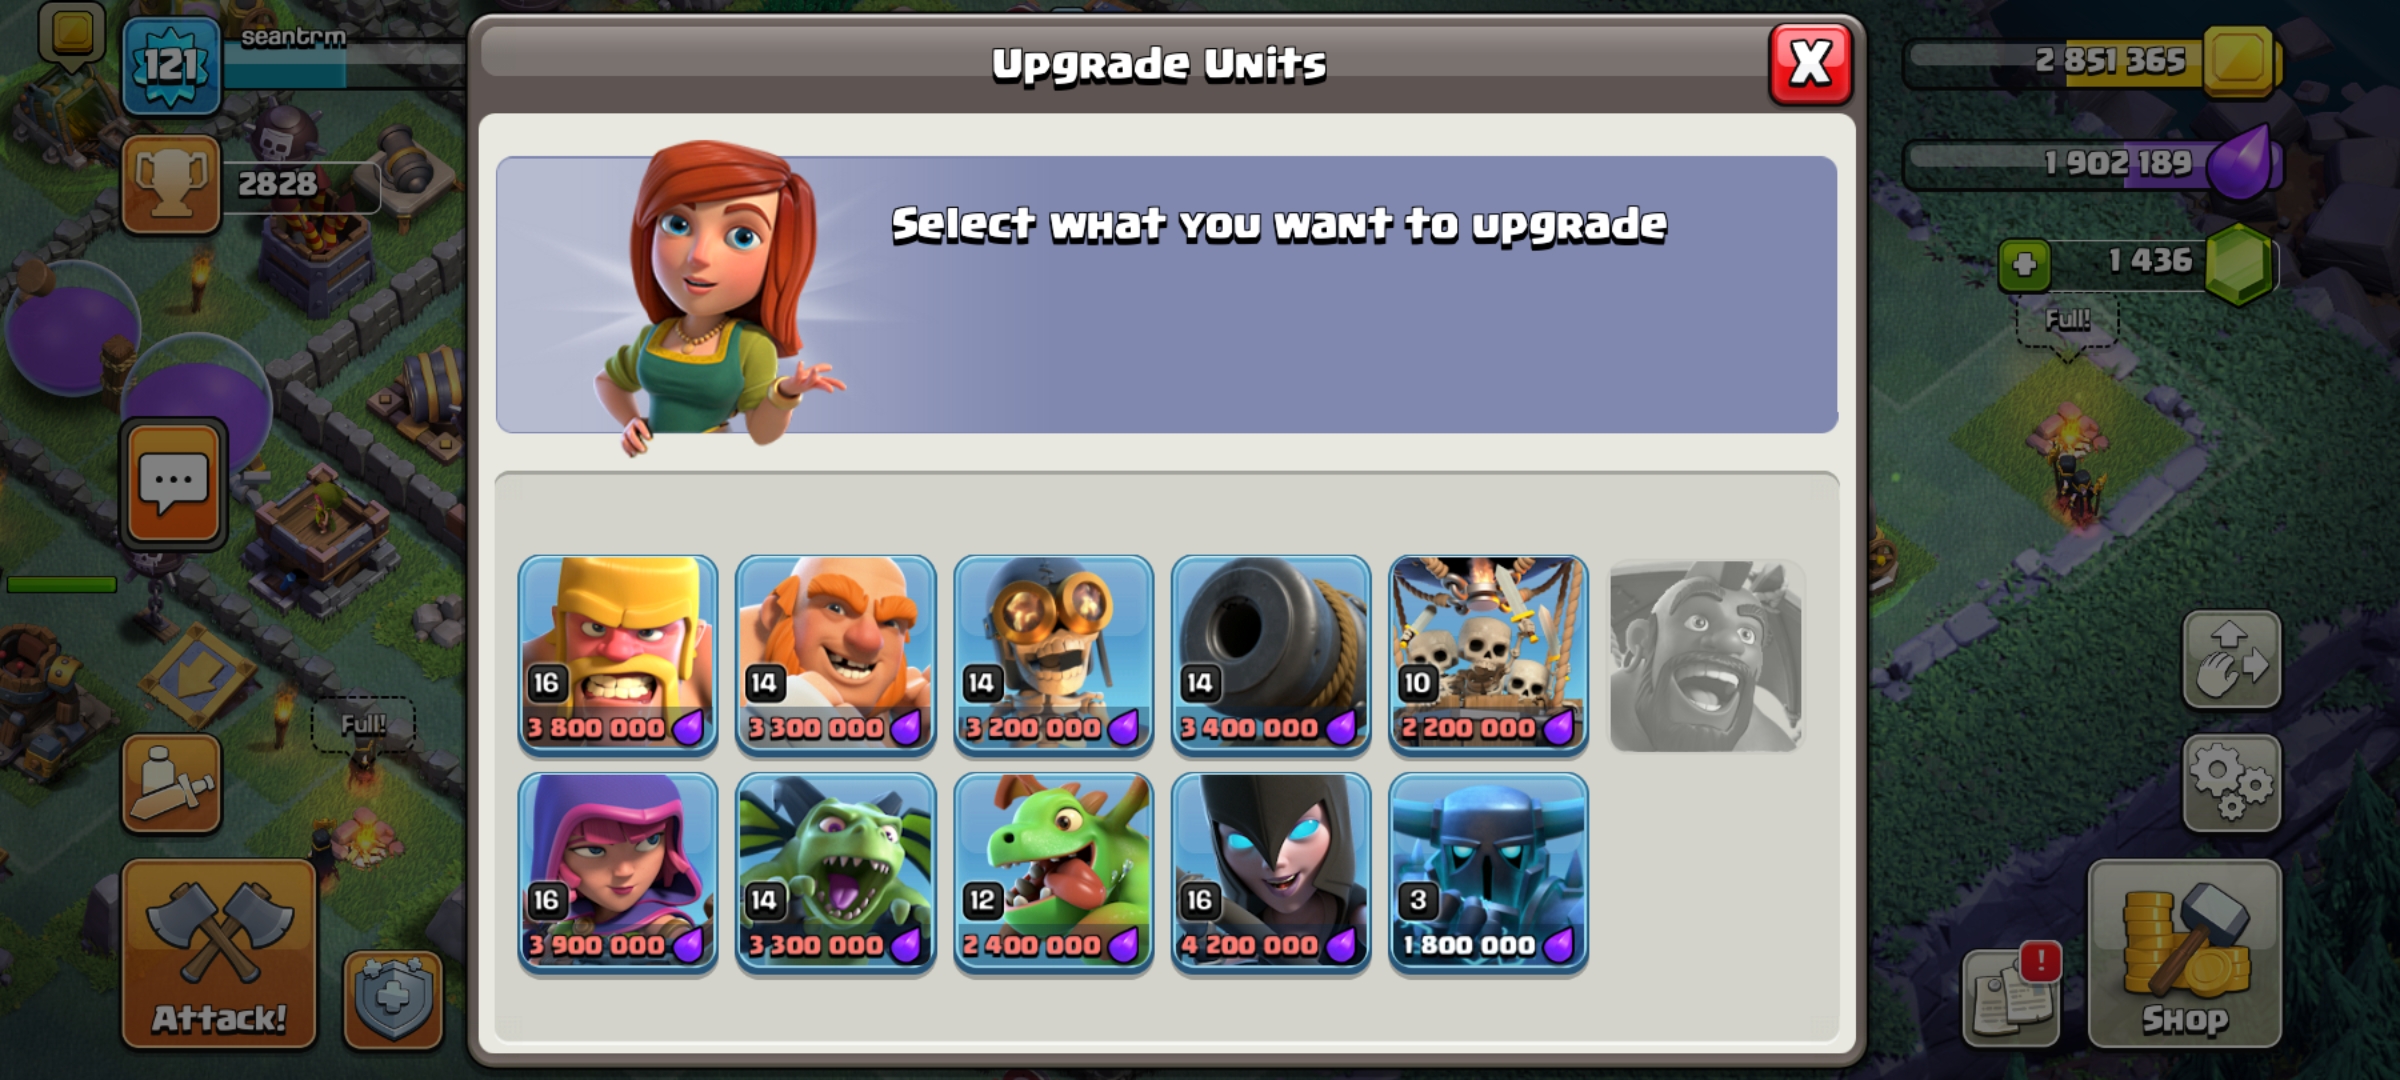 121
seantrm
Upgrade Units
X
2 851 365
2828
1 902 189
Select what you want to upgrade
1 436
Full!
16
3 800 000
14
3 300 000
14
3 200 000
14
3 400 000
10
2 200 000
Full!
16
3 900 000
14
3 300 000
12
2 400 000
16
4 200 000
3
1 800 000
Attack!
!
Shop